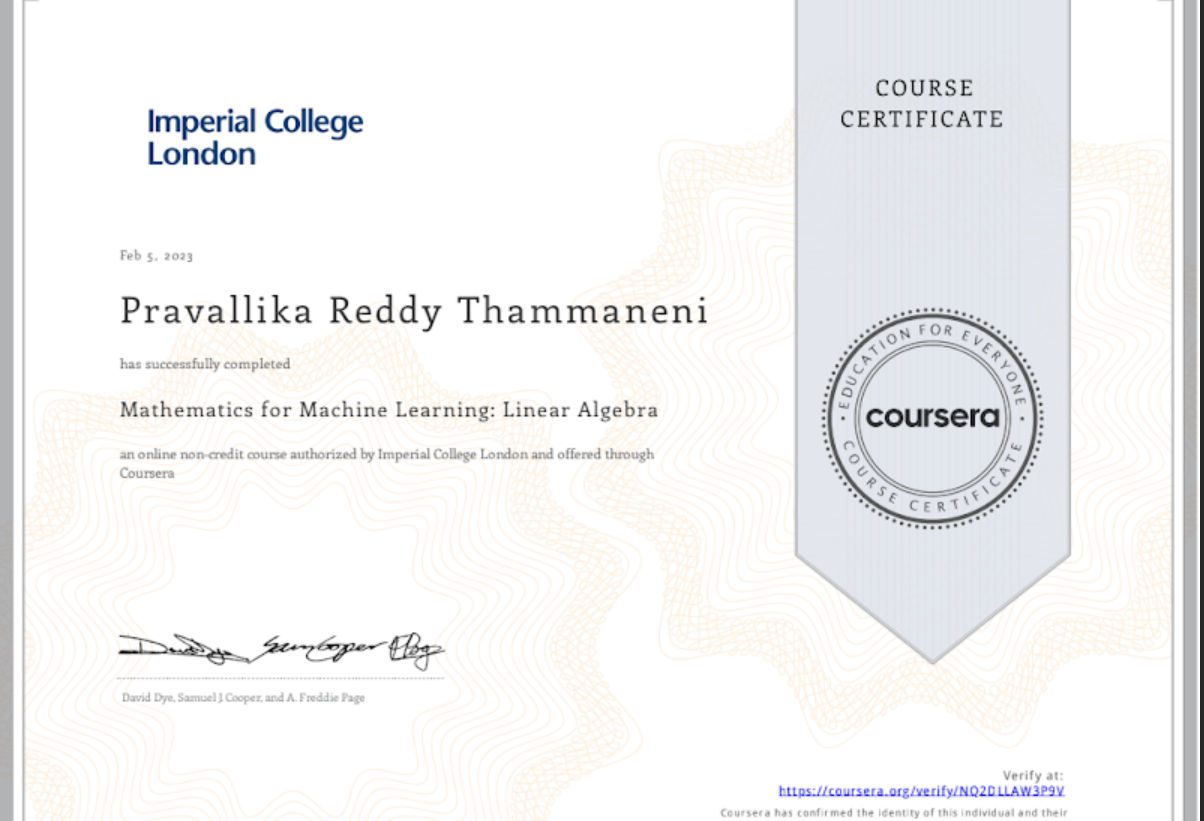 Imperial College
London
COURSE
CERTIFICATE
Feb 5, 2023
Pravallika Reddy Thammaneni
has successfully completed
Mathematics for Machine Learning: Linear Algebra
an online non-credit course authorized by Imperial College London and offered through
Coursera
EDUCATION FOR EVERYONE
coursera
COURSE CERTIFICATE
David Dye, Samuel J. Cooper, and A. Freddie Page
Verify at:
https://coursera.org/verify/NQ2DLLAW3P9V
Coursera has confirmed the identity of this individual and their